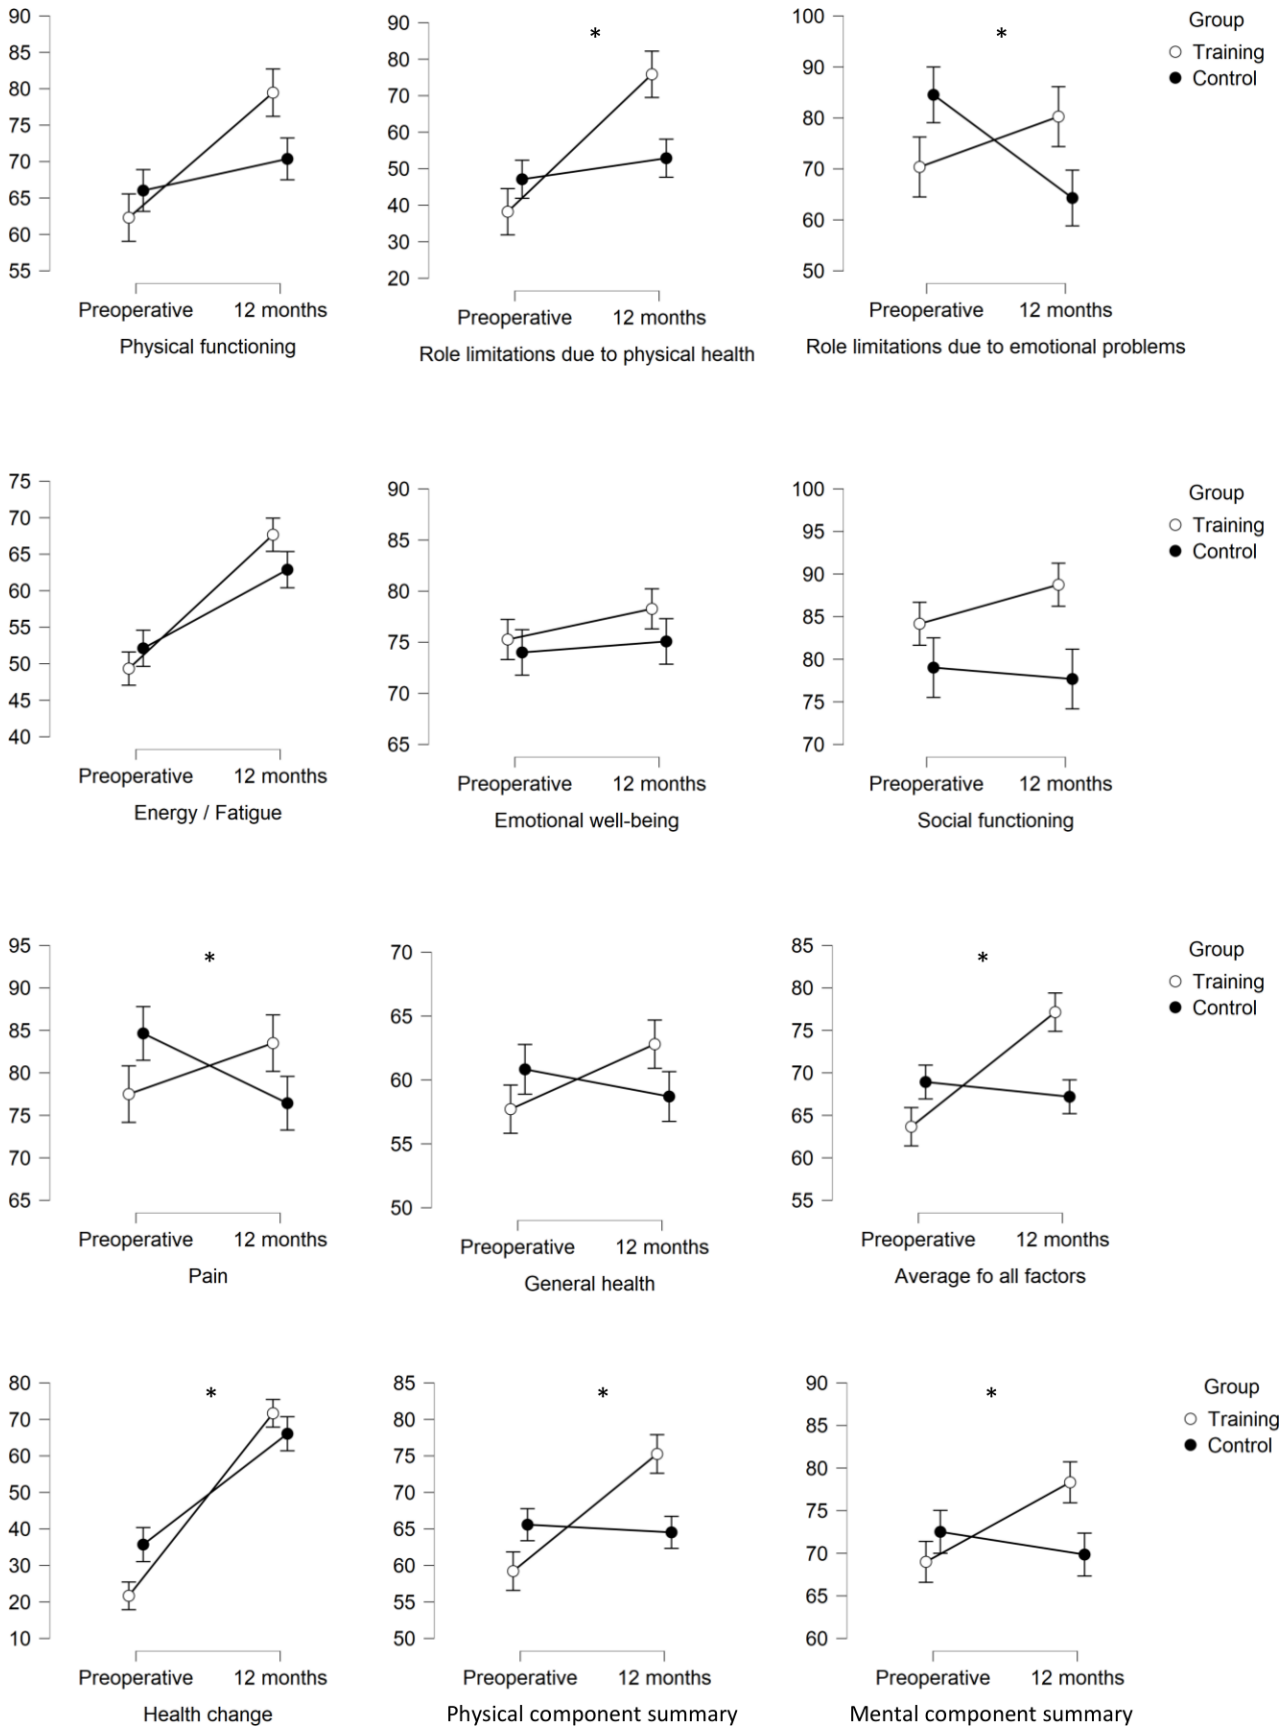 90
85
80
75
70
65
60
55
Preoperative 12 months
Physical functioning
90
80
70
60
50
40
30
20
*
Preoperative 12 months
Role limitations due to physical health
100
90
80
70
60
50
*
Preoperative 12 months
Role limitations due to emotional problems
Group
Training
Control
75
70
65
60
55
50
45
40
Preoperative 12 months
Energy / Fatigue
90
85
80
75
70
65
Preoperative 12 months
Emotional well-being
100
95
90
85
80
75
70
Preoperative 12 months
Social functioning
Group
Training
Control
95
90
85
80
75
70
65
*
Preoperative 12 months
Pain
70
65
60
55
50
Preoperative 12 months
General health
85
80
75
70
65
60
55
*
Preoperative 12 months
Average fo all factors
Group
Training
Control
80
70
60
50
40
30
20
10
*
Preoperative 12 months
Health change
85
80
75
70
65
60
55
50
*
Preoperative 12 months
Physical component summary
90
85
80
75
70
65
60
*
Preoperative 12 months
Mental component summary
Group
Training
Control